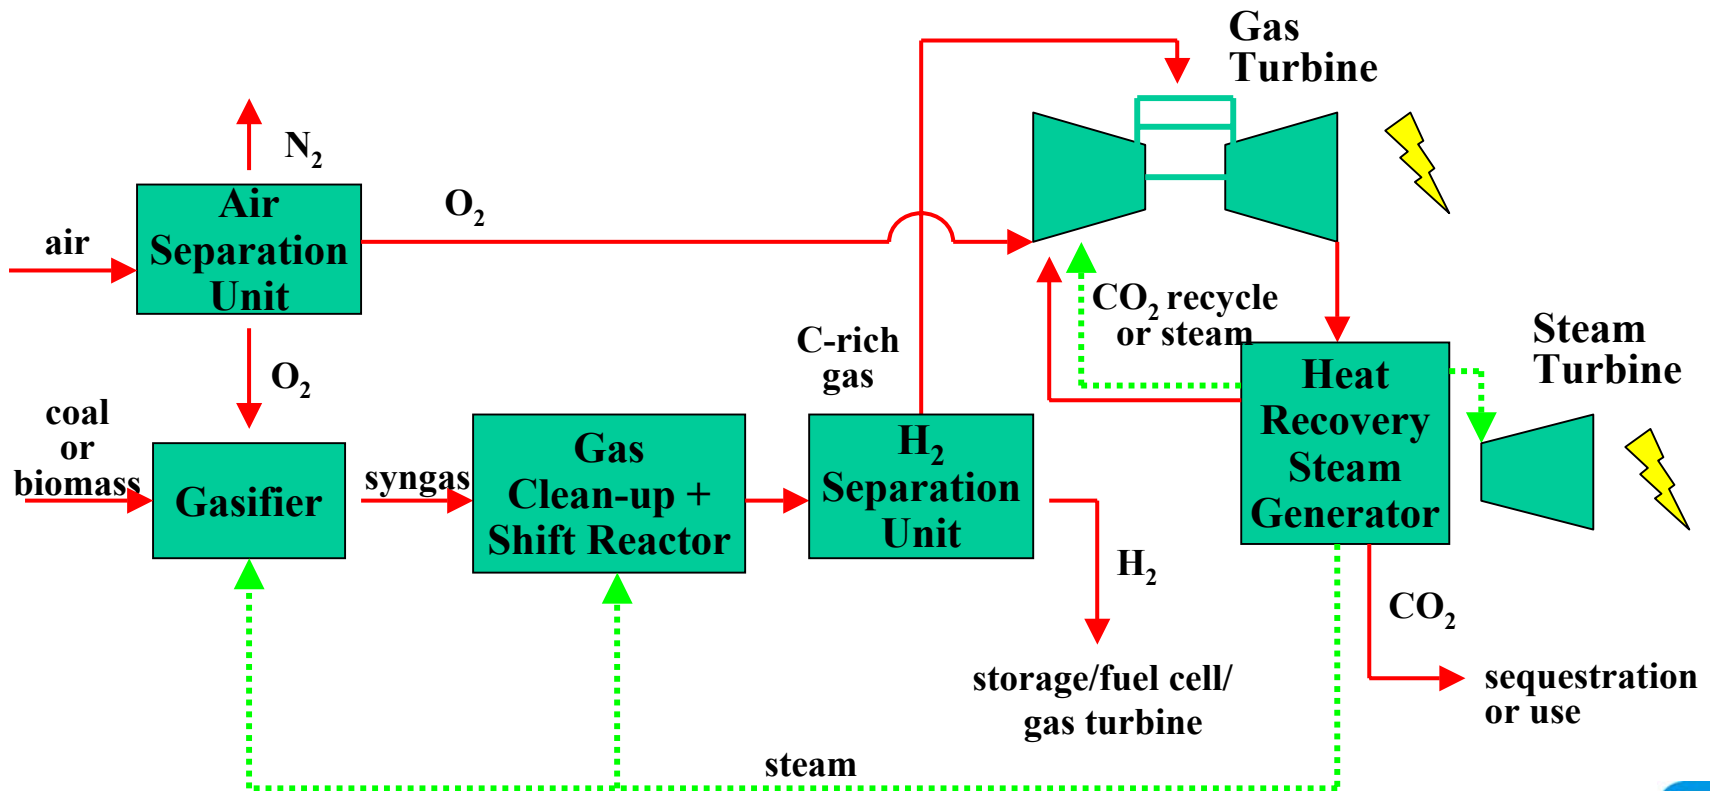 Gas
Turbine
N₂
Air
Separation
Unit
air
O₂
O₂
CO₂ recycle
or steam
C-rich
gas
Steam
Turbine
coal
or
biomass
Gasifier
syngas
Gas
Clean-up +
Shift Reactor
H₂
Separation
Unit
Heat
Recovery
Steam
Generator
H₂
CO₂
storage/fuel cell/
gas turbine
sequestration
or use
steam